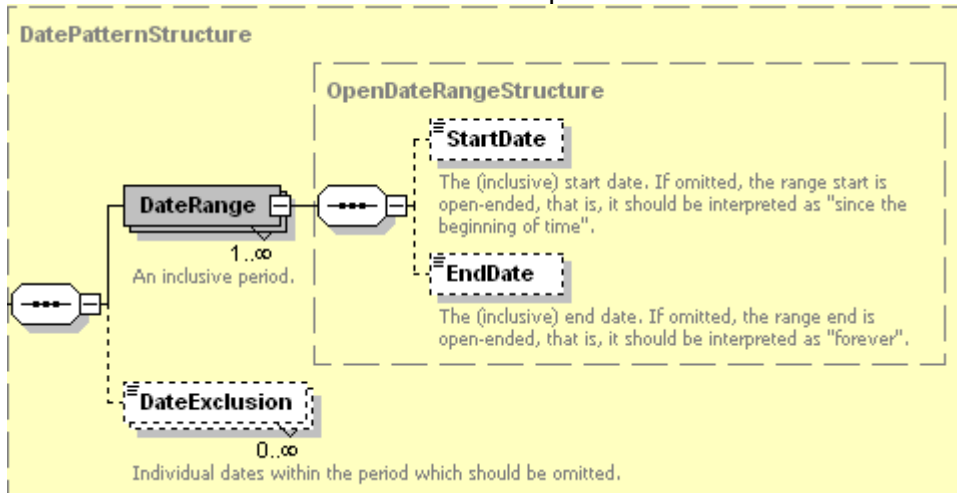 DatePatternStructure
OpenDateRangeStructure
StartDate
The (inclusive) start date. If omitted, the range start is
open-ended, that is, it should be interpreted as "since the
beginning of time".
DateRange
1..∞
An inclusive period.
EndDate
The (inclusive) end date. If omitted, the range end is
open-ended, that is, it should be interpreted as "forever".
DateExclusion
0..∞
Individual dates within the period which should be omitted.